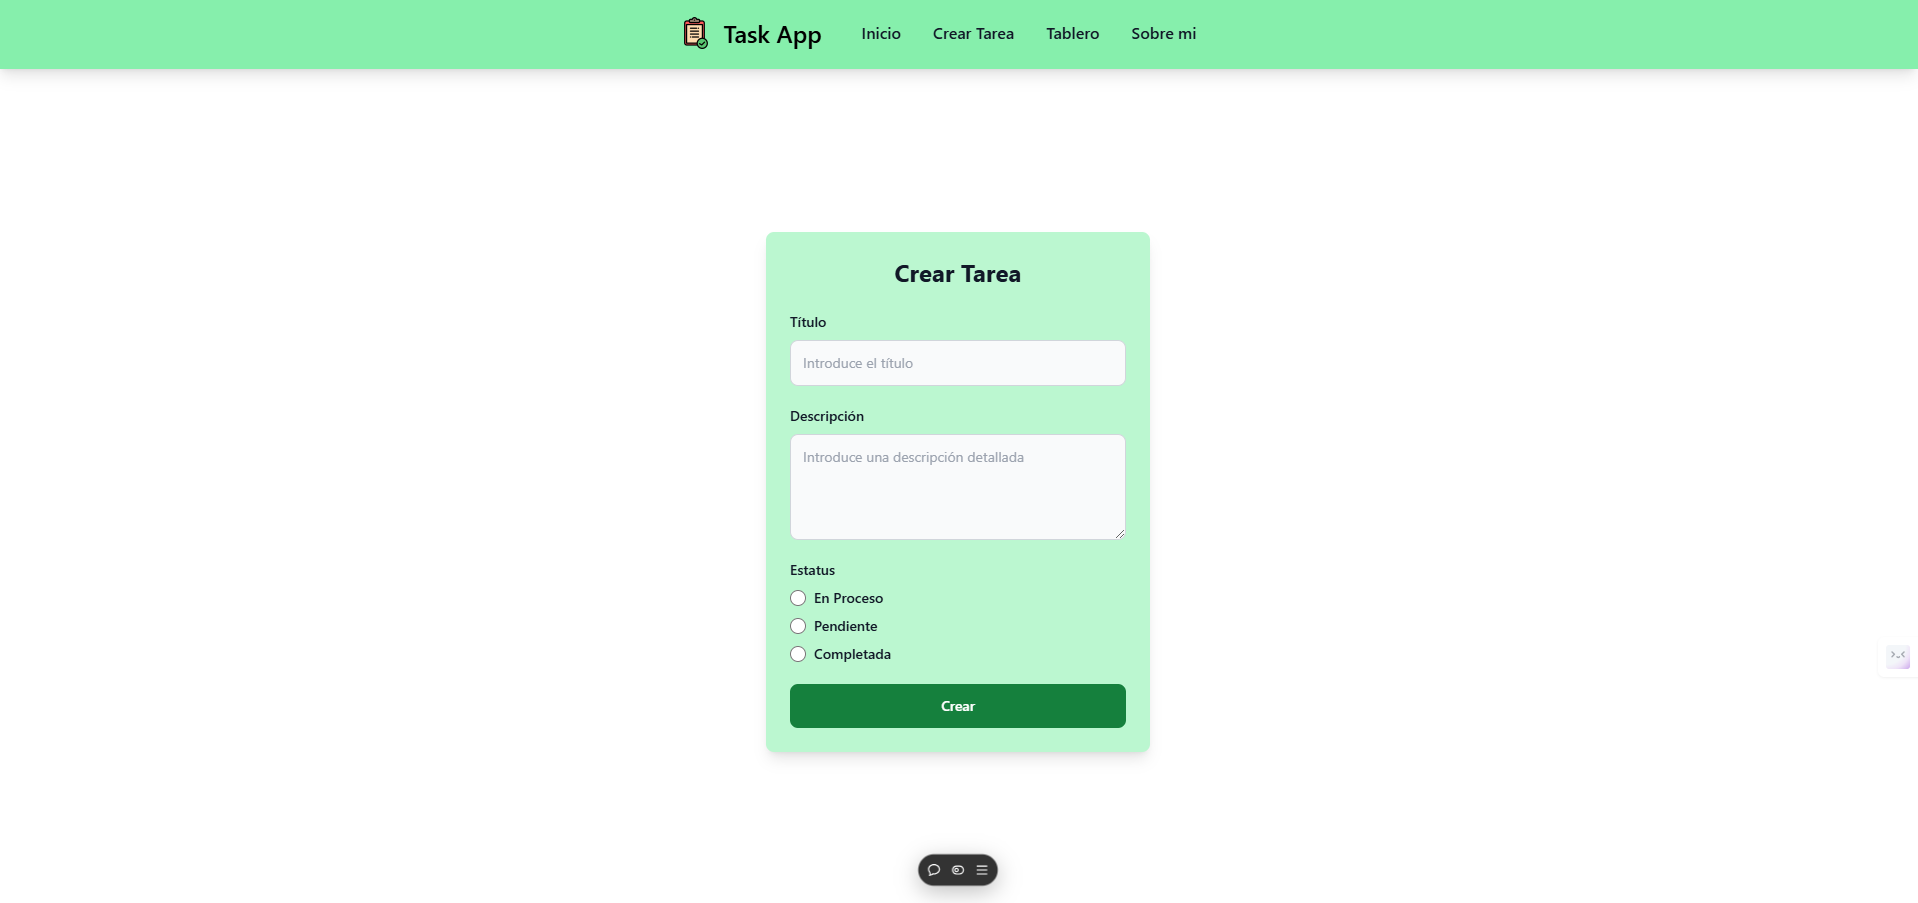 Task App
Inicio
Crear Tarea
Tablero
Sobre mi
Crear Tarea
Título
Introduce el título
Descripción
Introduce una descripción detallada
Estatus
En Proceso
Pendiente
Completada
Crear